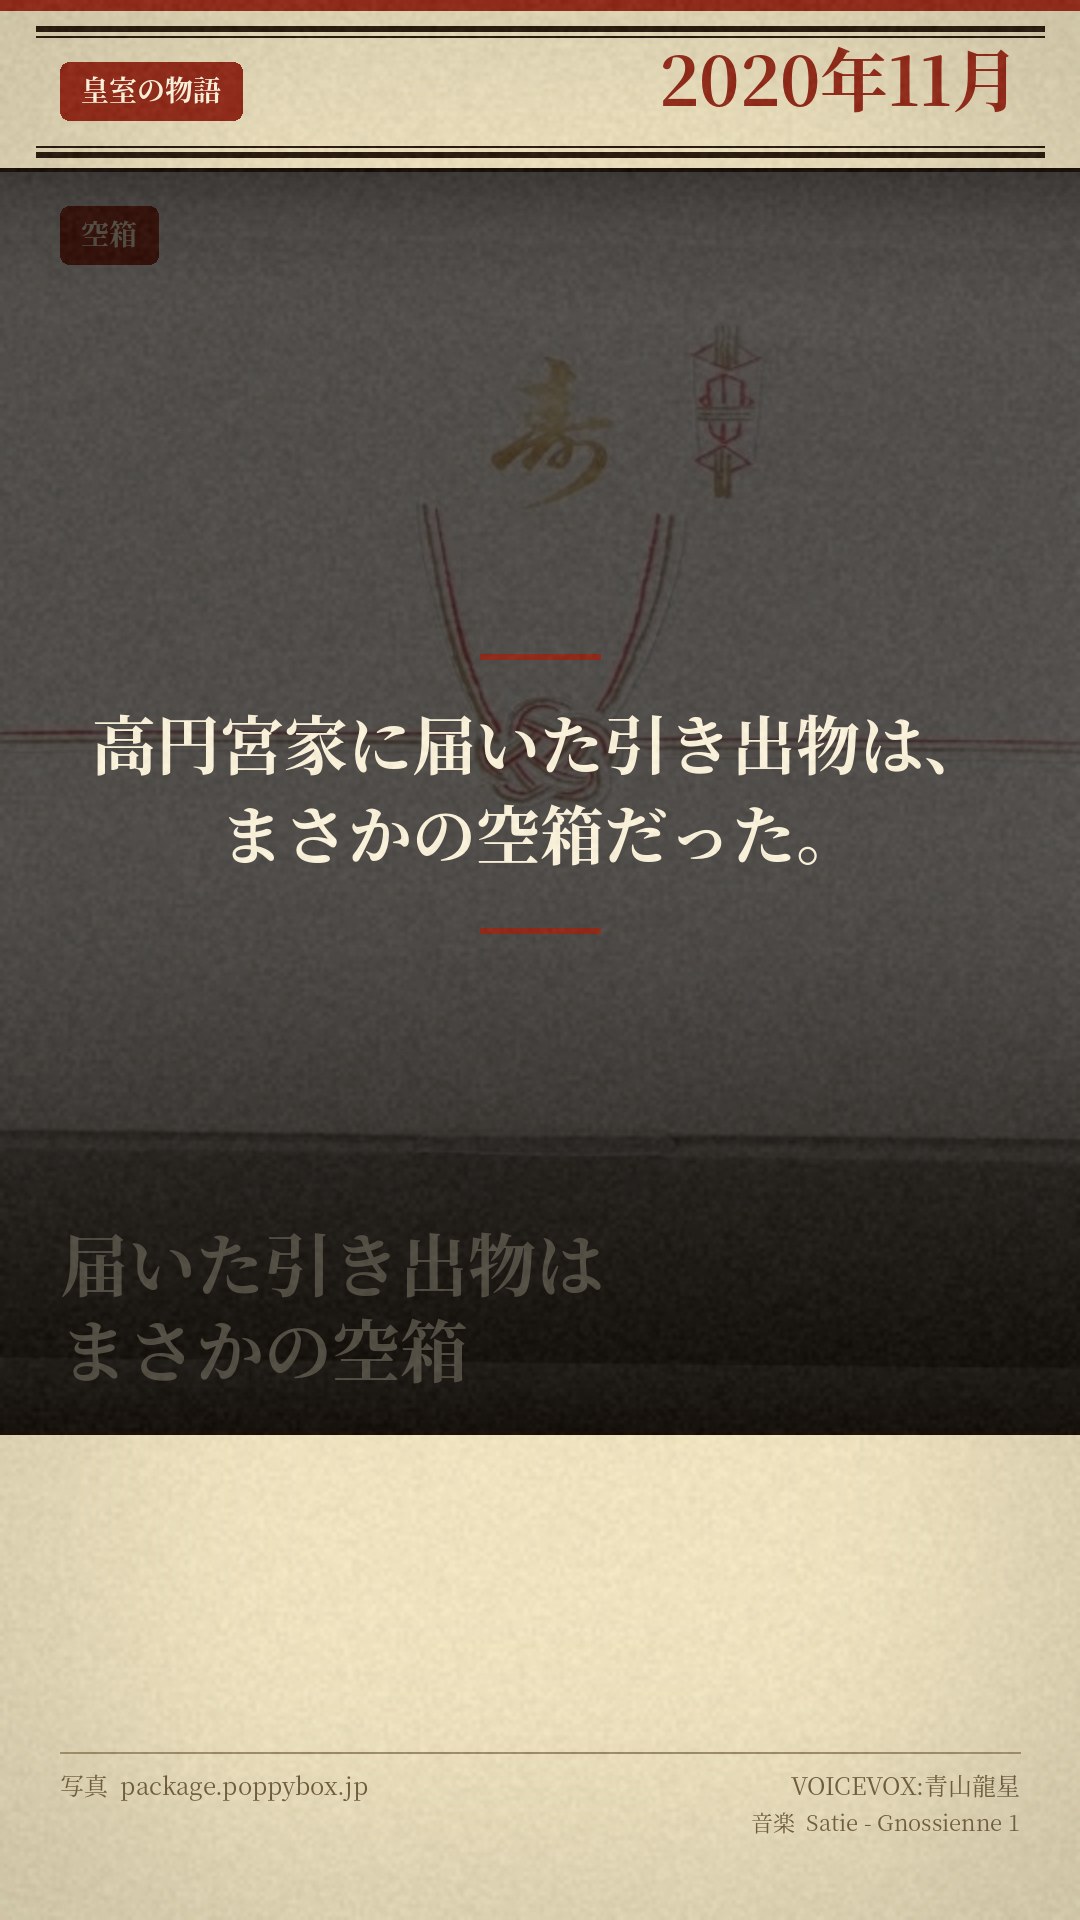 皇室の物語
2020年11月
空箱
寿
高円宮家に届いた引き出物は、
まさかの空箱だった。
届いた引き出物は
まさかの空箱
写真 package.poppybox.jp
VOICEVOX:青山龍星
音楽 Satie - Gnossienne 1